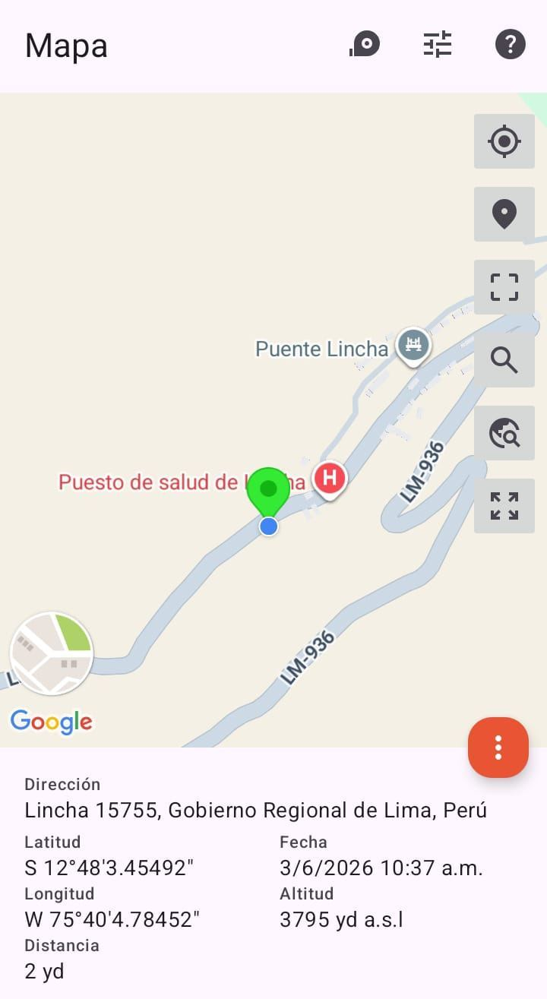 Mapa
Puente Lincha
Puesto de salud de
H
LM-936
LM-936
Google
Dirección
Lincha 15755, Gobierno Regional de Lima, Perú
Latitud
S 12°48'3.45492"
Fecha
3/6/2026 10:37 a.m.
Longitud
W 75°40'4.78452"
Altitud
3795 yd a.s.l
Distancia
2 yd